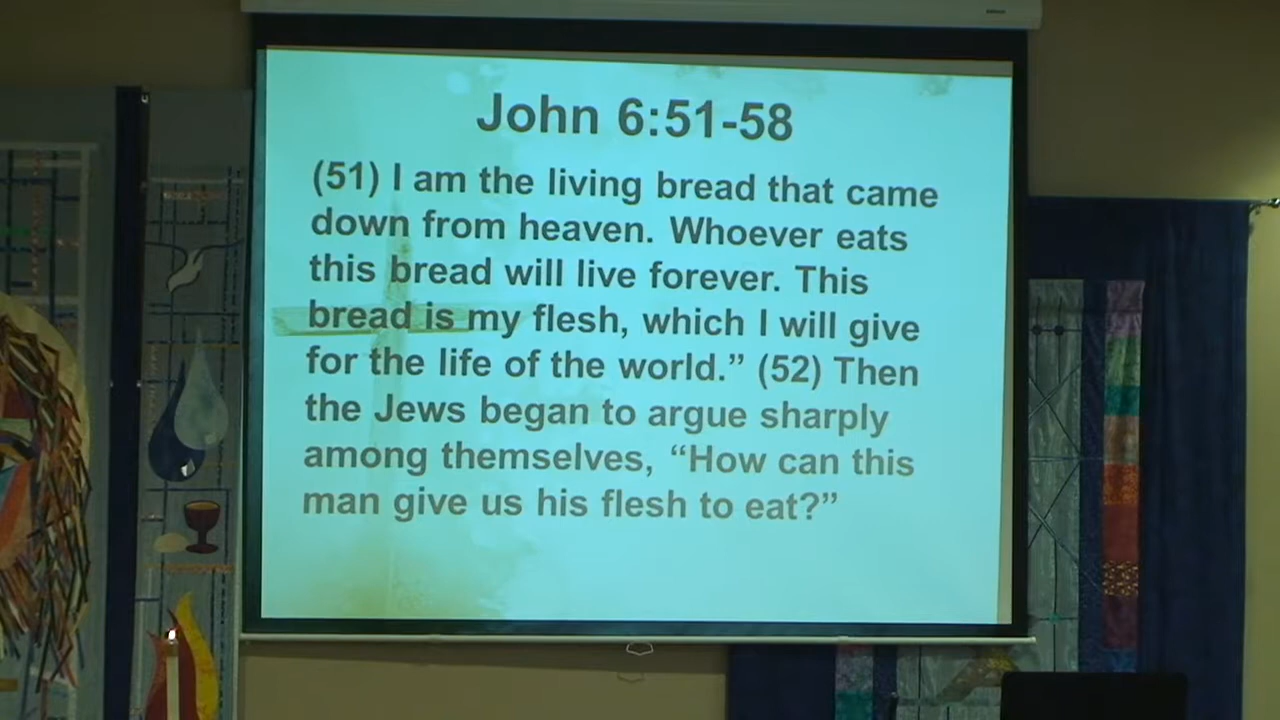 John 6:51-58
(51) I am the living bread that came
down from heaven. Whoever eats
this bread will live forever. This
bread is my flesh, which I will give
for the life of the world.” (52) Then
the Jews began to argue sharply
among themselves, “How can this
man give us his flesh to eat?”